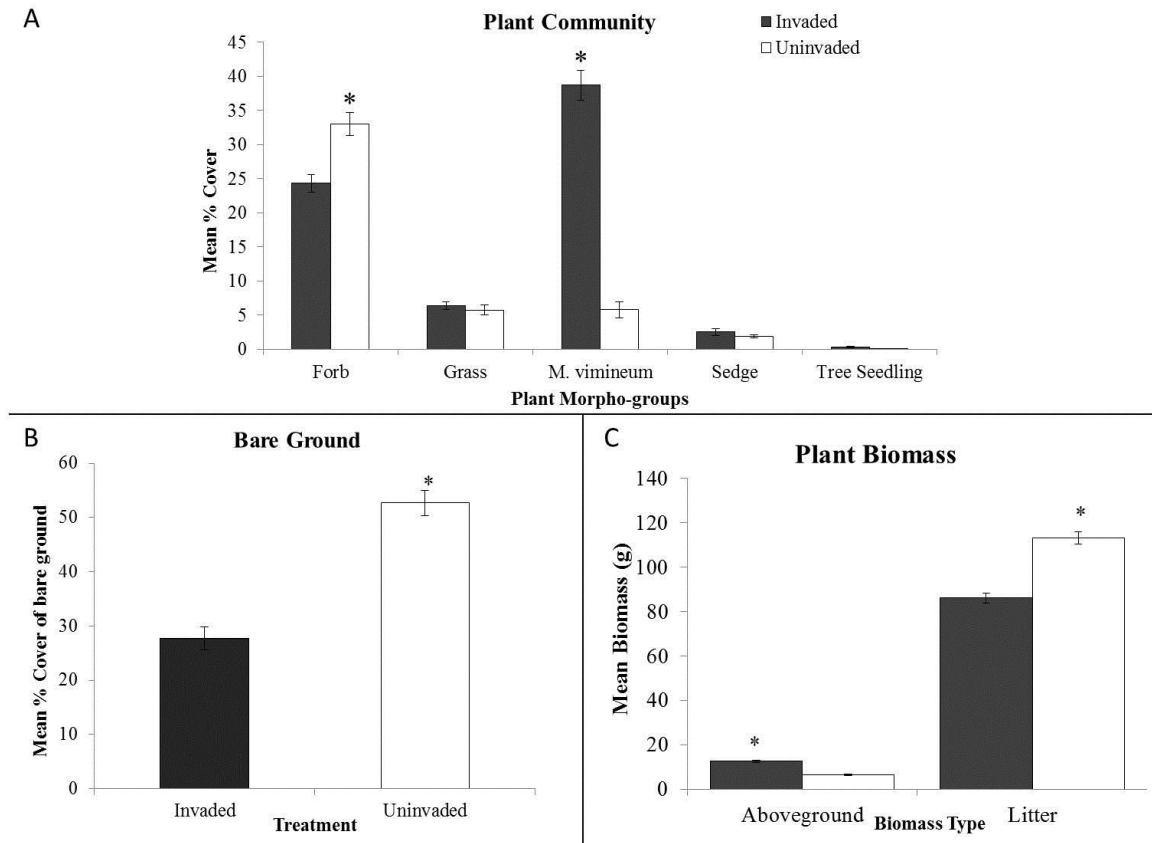 A
Plant Community
Invaded
Uninvaded
Mean % Cover
45
40
35
30
25
20
15
10
5
0
*
*
Forb Grass M. vimineum Sedge Tree Seedling
Plant Morpho-groups
B
Bare Ground
Mean % Cover of bare ground
60
50
40
30
20
10
0
*
Invaded Uninvaded
Treatment
C
Plant Biomass
Mean Biomass (g)
140
120
100
80
60
40
20
0
*
*
Aboveground Litter
Biomass Type